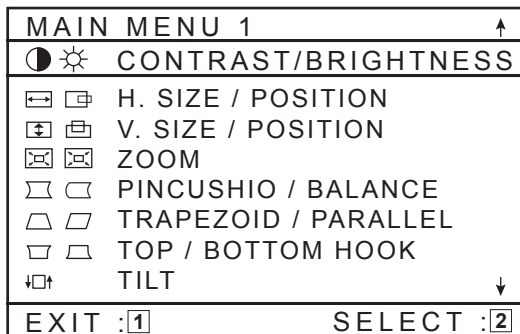 MAIN MENU 1
CONTRAST/BRIGHTNESS
H. SIZE / POSITION
V. SIZE / POSITION
ZOOM
PINCUSHIO / BALANCE
TRAPEZOID / PARALLEL
TOP / BOTTOM HOOK
TILT
EXIT :1 SELECT :2